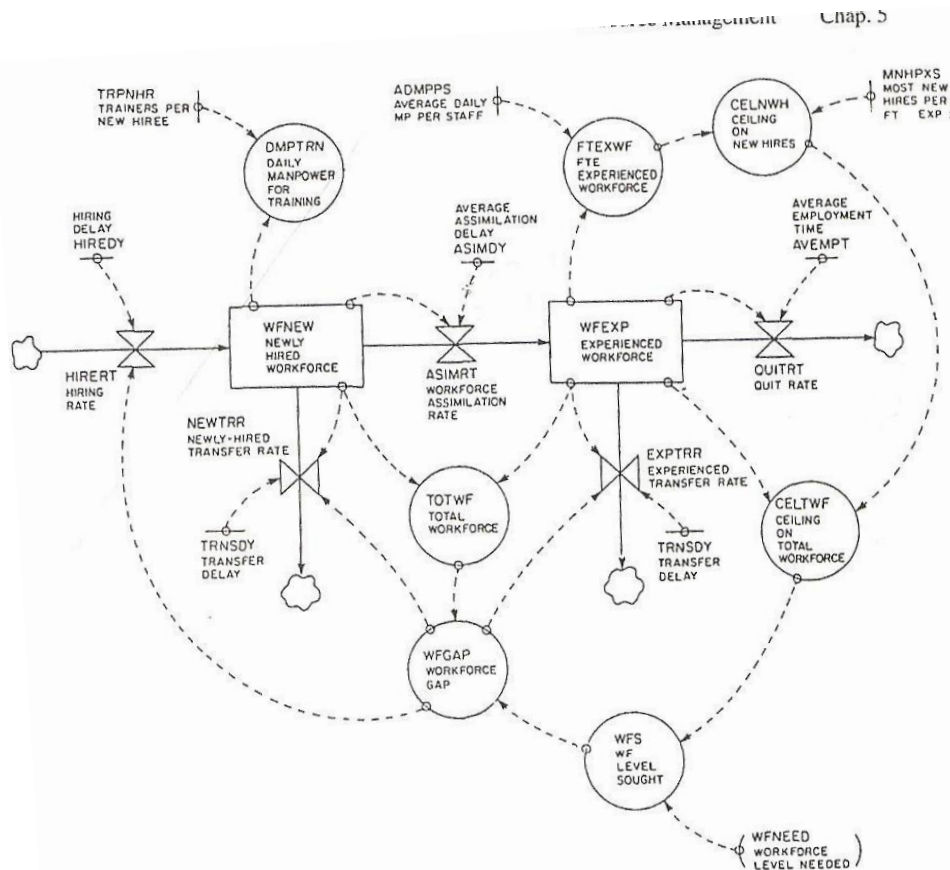 Management Chap. 5
TRPNHR
TRAINERS PER
NEW HIREE
DMPTRN
DAILY
MANPOWER
FOR
TRAINING
ADMPPS
AVERAGE DAILY
MP PER STAFF
FTEXWF
FTE
EXPERIENCED
WORKFORCE
CELNWH
CEILING
ON
NEW HIRES
MNHPXS
MOST NEW
HIRES PER
FT EXP
HIRING
DELAY
HIREDY
AVERAGE
ASSIMILATION
DELAY
ASIMDY
AVERAGE
EMPLOYMENT
TIME
AVEMPT
WFNEW
NEWLY
HIRED
WORKFORCE
WFEXP
EXPERIENCED
WORKFORCE
HIRERT
HIRING
RATE
ASIMRT
WORKFORCE
ASSIMILATION
RATE
QUITRT
QUIT RATE
NEWTRR
NEWLY-HIRED
TRANSFER RATE
EXPTRR
EXPERIENCED
TRANSFER RATE
TOTWF
TOTAL
WORKFORCE
CELTWF
CEILING
ON
TOTAL
WORKFORCE
TRNSDY
TRANSFER
DELAY
TRNSDY
TRANSFER
DELAY
WFGAP
WORKFORCE
GAP
WFS
WF
LEVEL
SOUGHT
WFNEED
WORKFORCE
LEVEL NEEDED